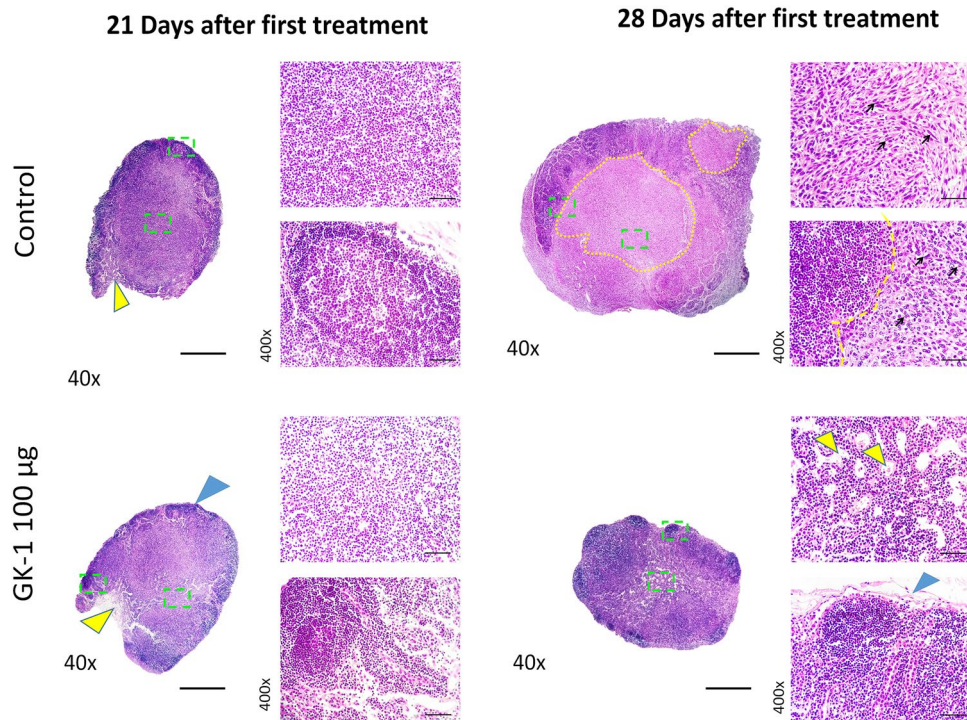 21 Days after first treatment
28 Days after first treatment
Control
40x
400x
40x
400x
GK-1 100 µg
40x
400x
40x
400x